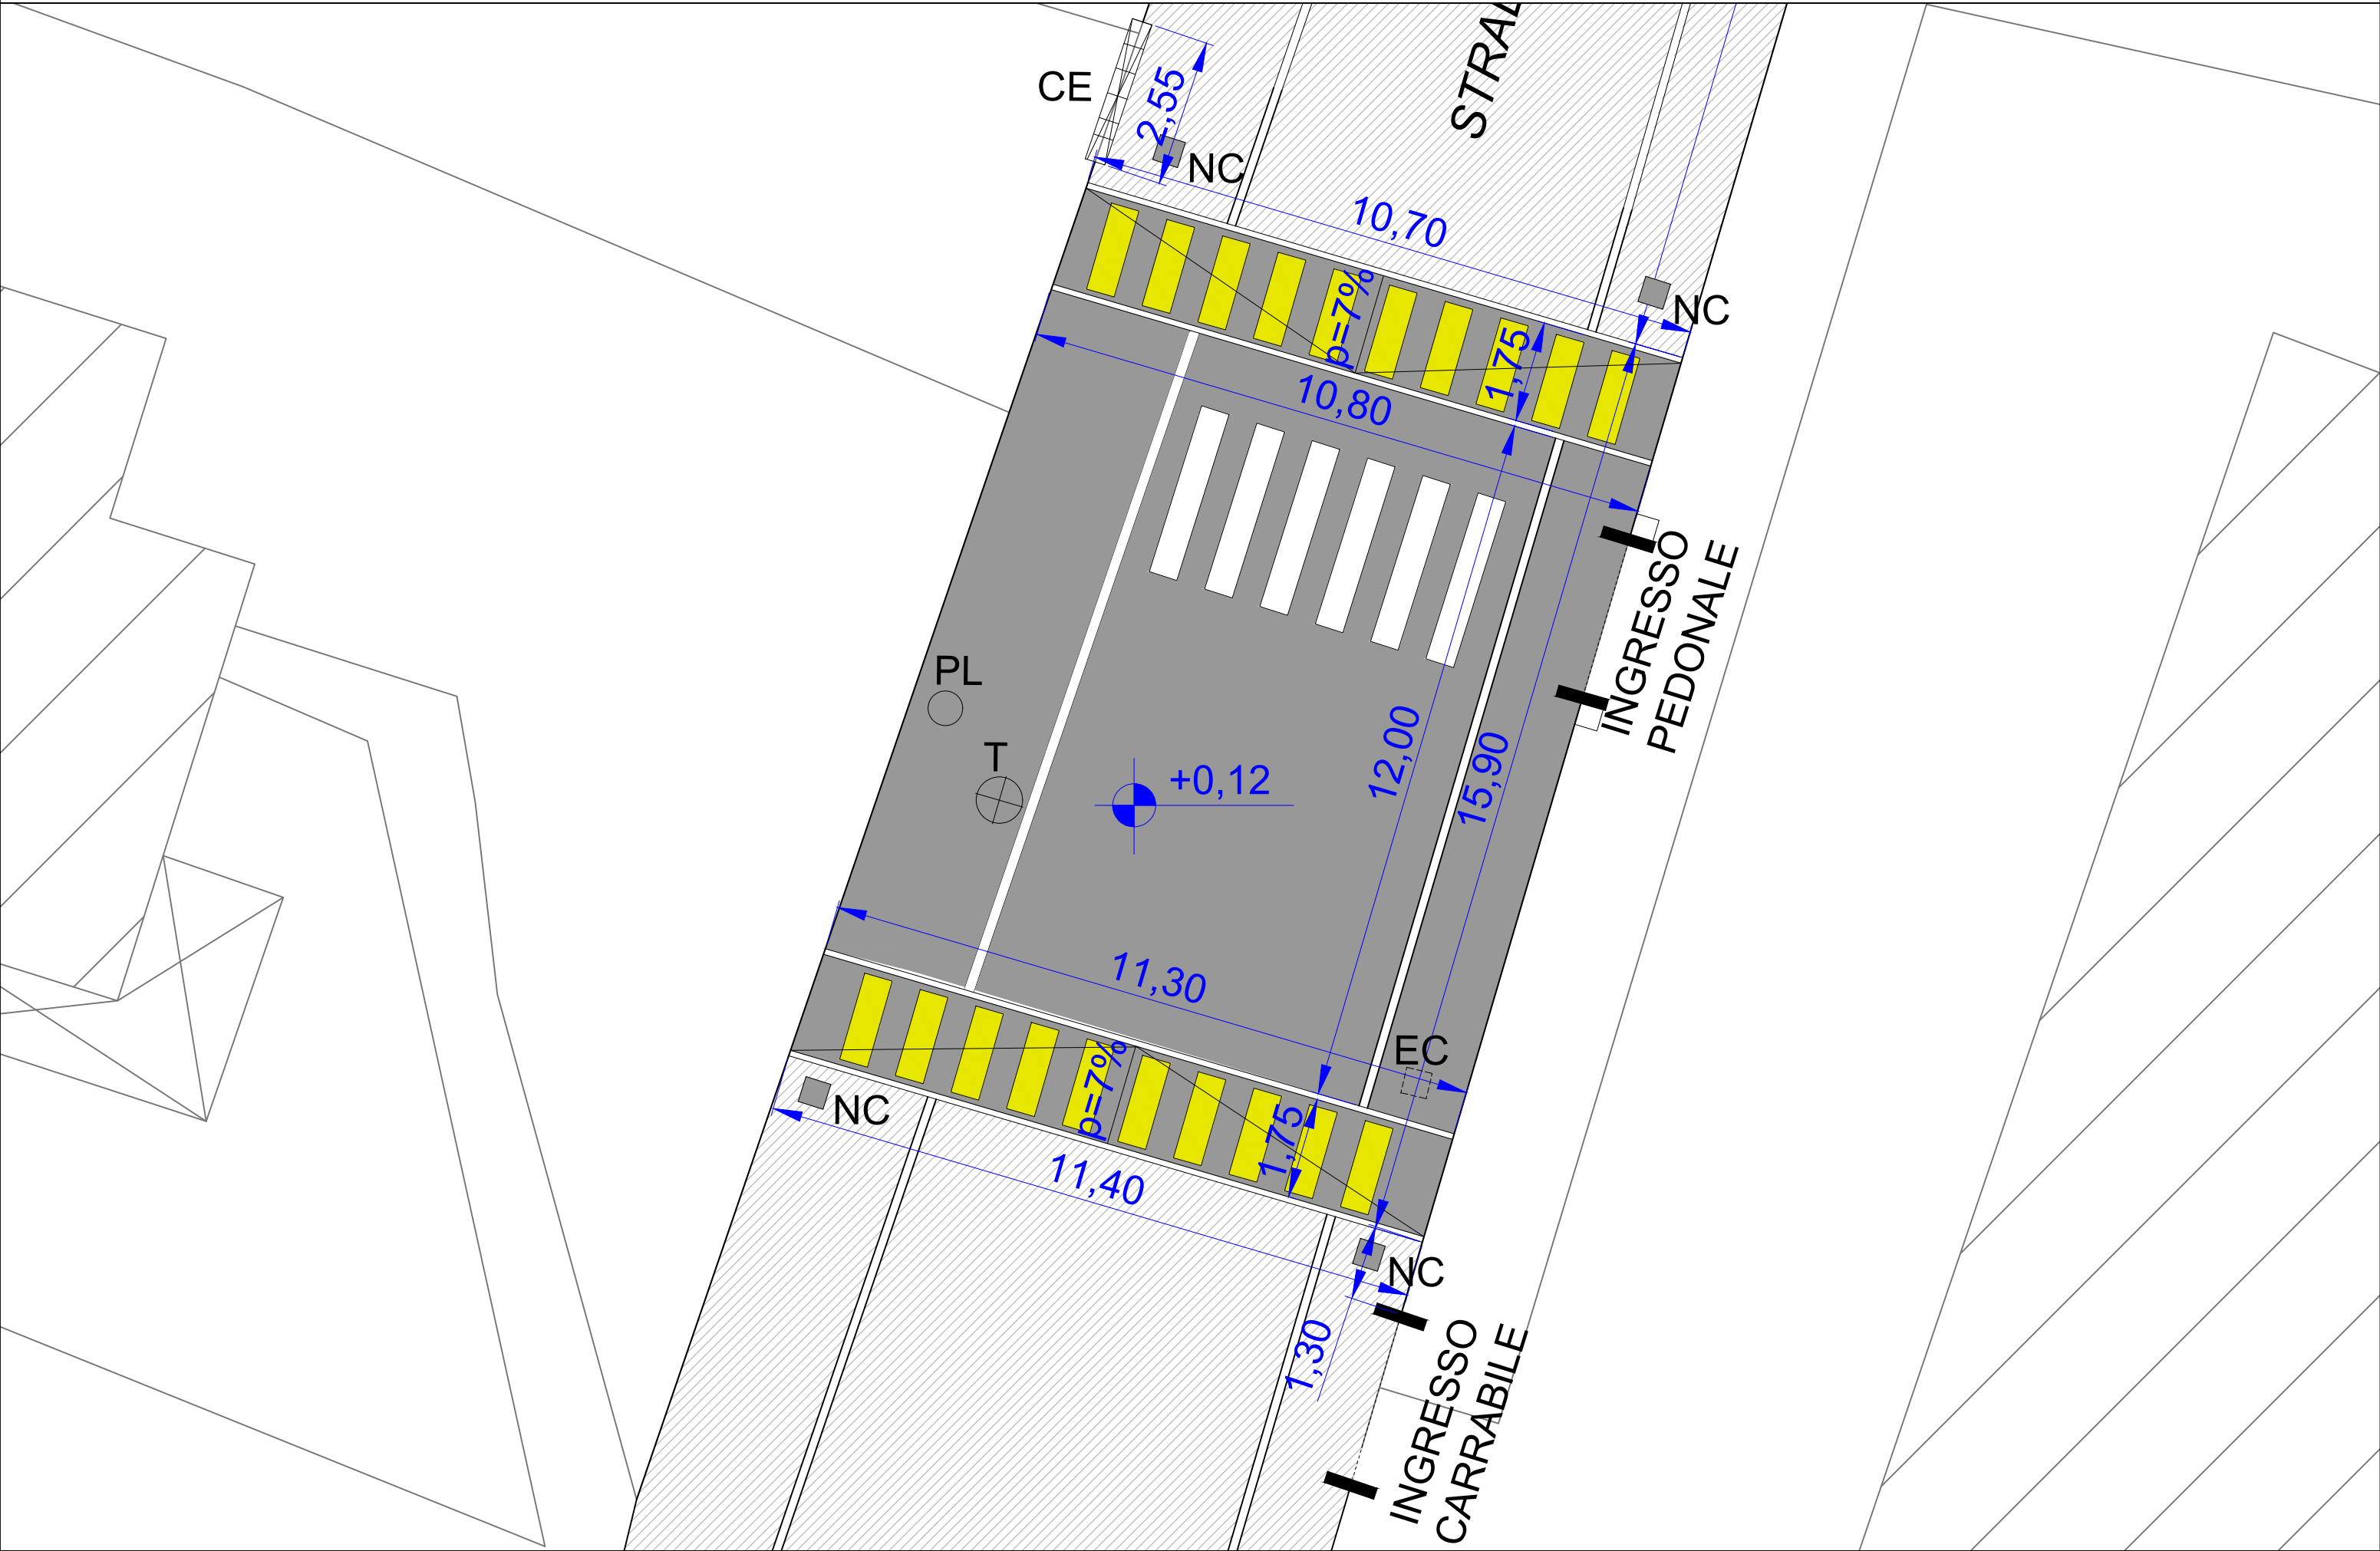 STRAL
CE
2,55
NC
10,70
NC
p=7%
1,75
10,80
INGRESSO
PEDONALE
PL
T
+0,12
12,00
15,90
11,30
EC
p=7%
1,75
NC
11,40
NC
1,30
INGRESSO
CARRABILE